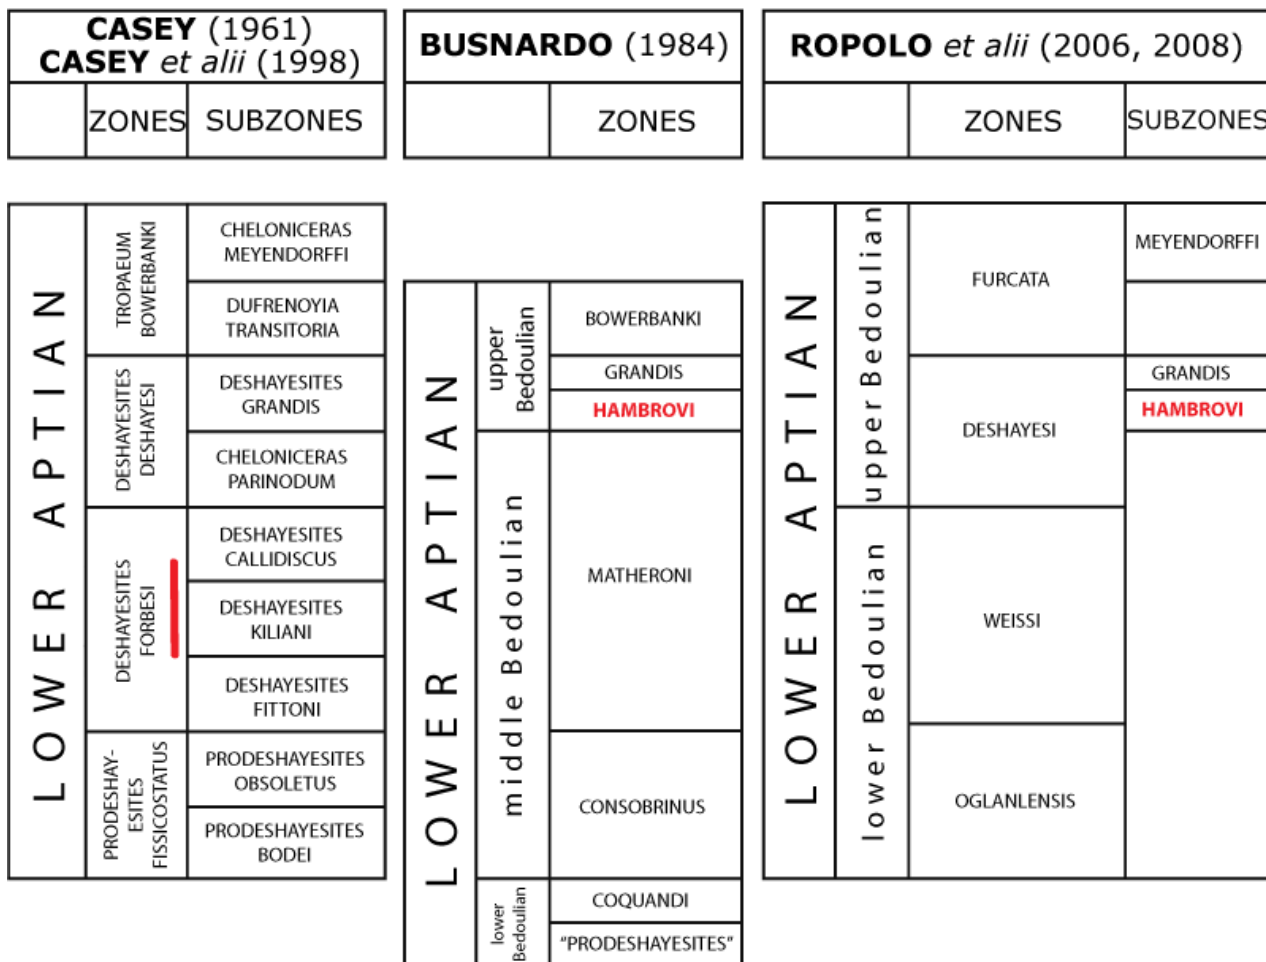 CASEY (1961)
CASEY et alii (1998)
ZONES
SUBZONES
LOWER APTIAN
TROPAEUM
BOWERBANKI
CHELONICERAS
MEYENDORFFI
DUFRENOYIA
TRANSITORIA
DESHAYESITES
DESHAYESI
DESHAYESITES
GRANDIS
CHELONICERAS
PARINODUM
DESHAYESITES
FORBESI
DESHAYESITES
CALLIDISCUS
DESHAYESITES
KILIANI
DESHAYESITES
FITTONI
PRODESHAY-
ESITES
FISSICOSTATUS
PRODESHAYESITES
OBSOLETUS
PRODESHAYESITES
BODEI
BUSNARDO (1984)
ZONES
LOWER APTIAN
upper
Bedoulian
BOWERBANKI
GRANDIS
HAMBROVI
middle Bedoulian
MATHERONI
CONSOBRINUS
lower
Bedoulian
COQUANDI
"PRODESHAYESITES"
ROPOLO et alii (2006, 2008)
ZONES
SUBZONES
LOWER APTIAN
upper Bedoulian
FURCATA
MEYENDORFFI
DESHAYESI
GRANDIS
HAMBROVI
lower Bedoulian
WEISSI
OGLANLENSIS